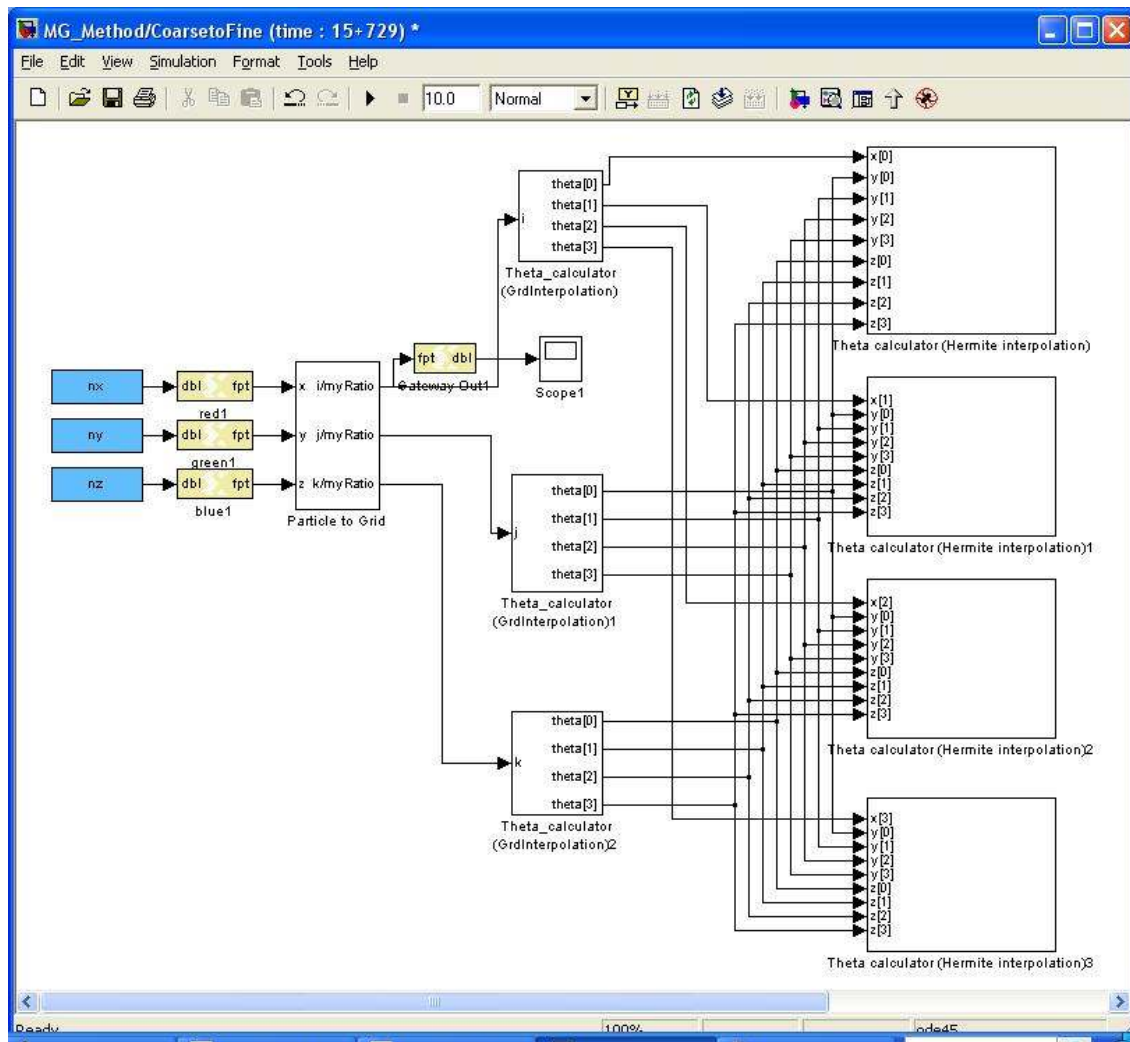 MG_Method/CoarsetoFine (time : 15+729) *
File Edit View Simulation Format Tools Help
10.0 Normal
theta[0]
theta[1]
i
theta[2]
theta[3]
Theta_calculator
(GrdInterpolation)
x[0]
y[0]
y[1]
y[2]
y[3]
z[0]
z[1]
z[2]
z[3]
Theta calculator (Hermite interpolation)
fpt dbl
Gateway Out1
Scope1
nx
dbl fpt
red1
ny
dbl fpt
green1
nz
dbl fpt
blue1
x i/myRatio
y j/myRatio
z k/myRatio
Particle to Grid
x[1]
y[0]
y[1]
y[2]
y[3]
z[0]
z[1]
z[2]
z[3]
Theta calculator (Hermite interpolation)1
theta[0]
theta[1]
j
theta[2]
theta[3]
Theta_calculator
(GrdInterpolation)1
x[2]
y[0]
y[1]
y[2]
y[3]
z[0]
z[1]
z[2]
z[3]
Theta calculator (Hermite interpolation)2
theta[0]
theta[1]
k
theta[2]
theta[3]
Theta_calculator
(GrdInterpolation)2
x[3]
y[0]
y[1]
y[2]
y[3]
z[0]
z[1]
z[2]
z[3]
Theta calculator (Hermite interpolation)3
Ready 100% ode45